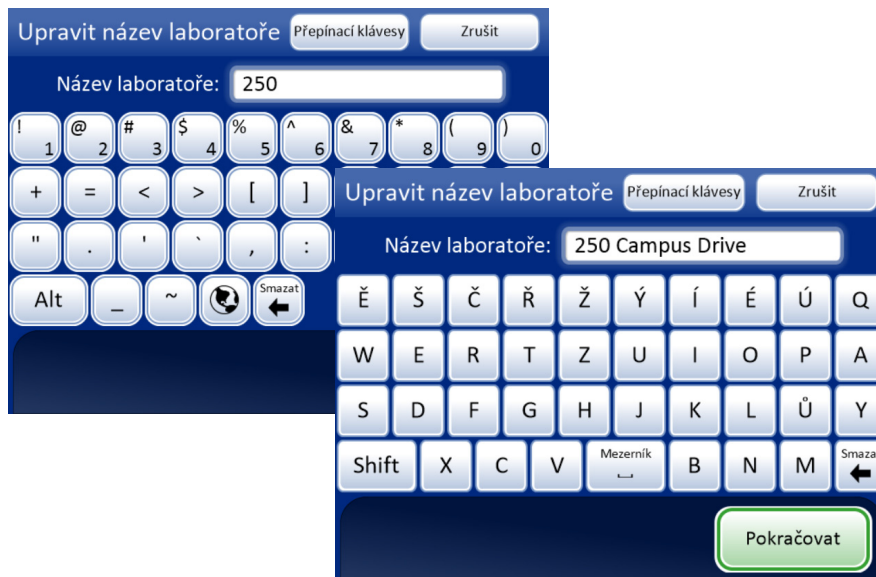 Upravit název laboratoře Přepínací klávesy Zrušit
Název laboratoře: 250
! 1 @ 2 # 3 $ 4 % 5 ^ 6 & 7 * 8 ( 9 ) 0
+ = < > [ ]
" . ' ` , :
Alt _ ~ Smazat
Upravit název laboratoře Přepínací klávesy Zrušit
Název laboratoře: 250 Campus Drive
Ě Š Č Ř Ž Ý Í É Ú Q
W E R T Z U I O P A
S D F G H J K L Ů Y
Shift X C V Mezerník B N M Smaza
Pokračovat